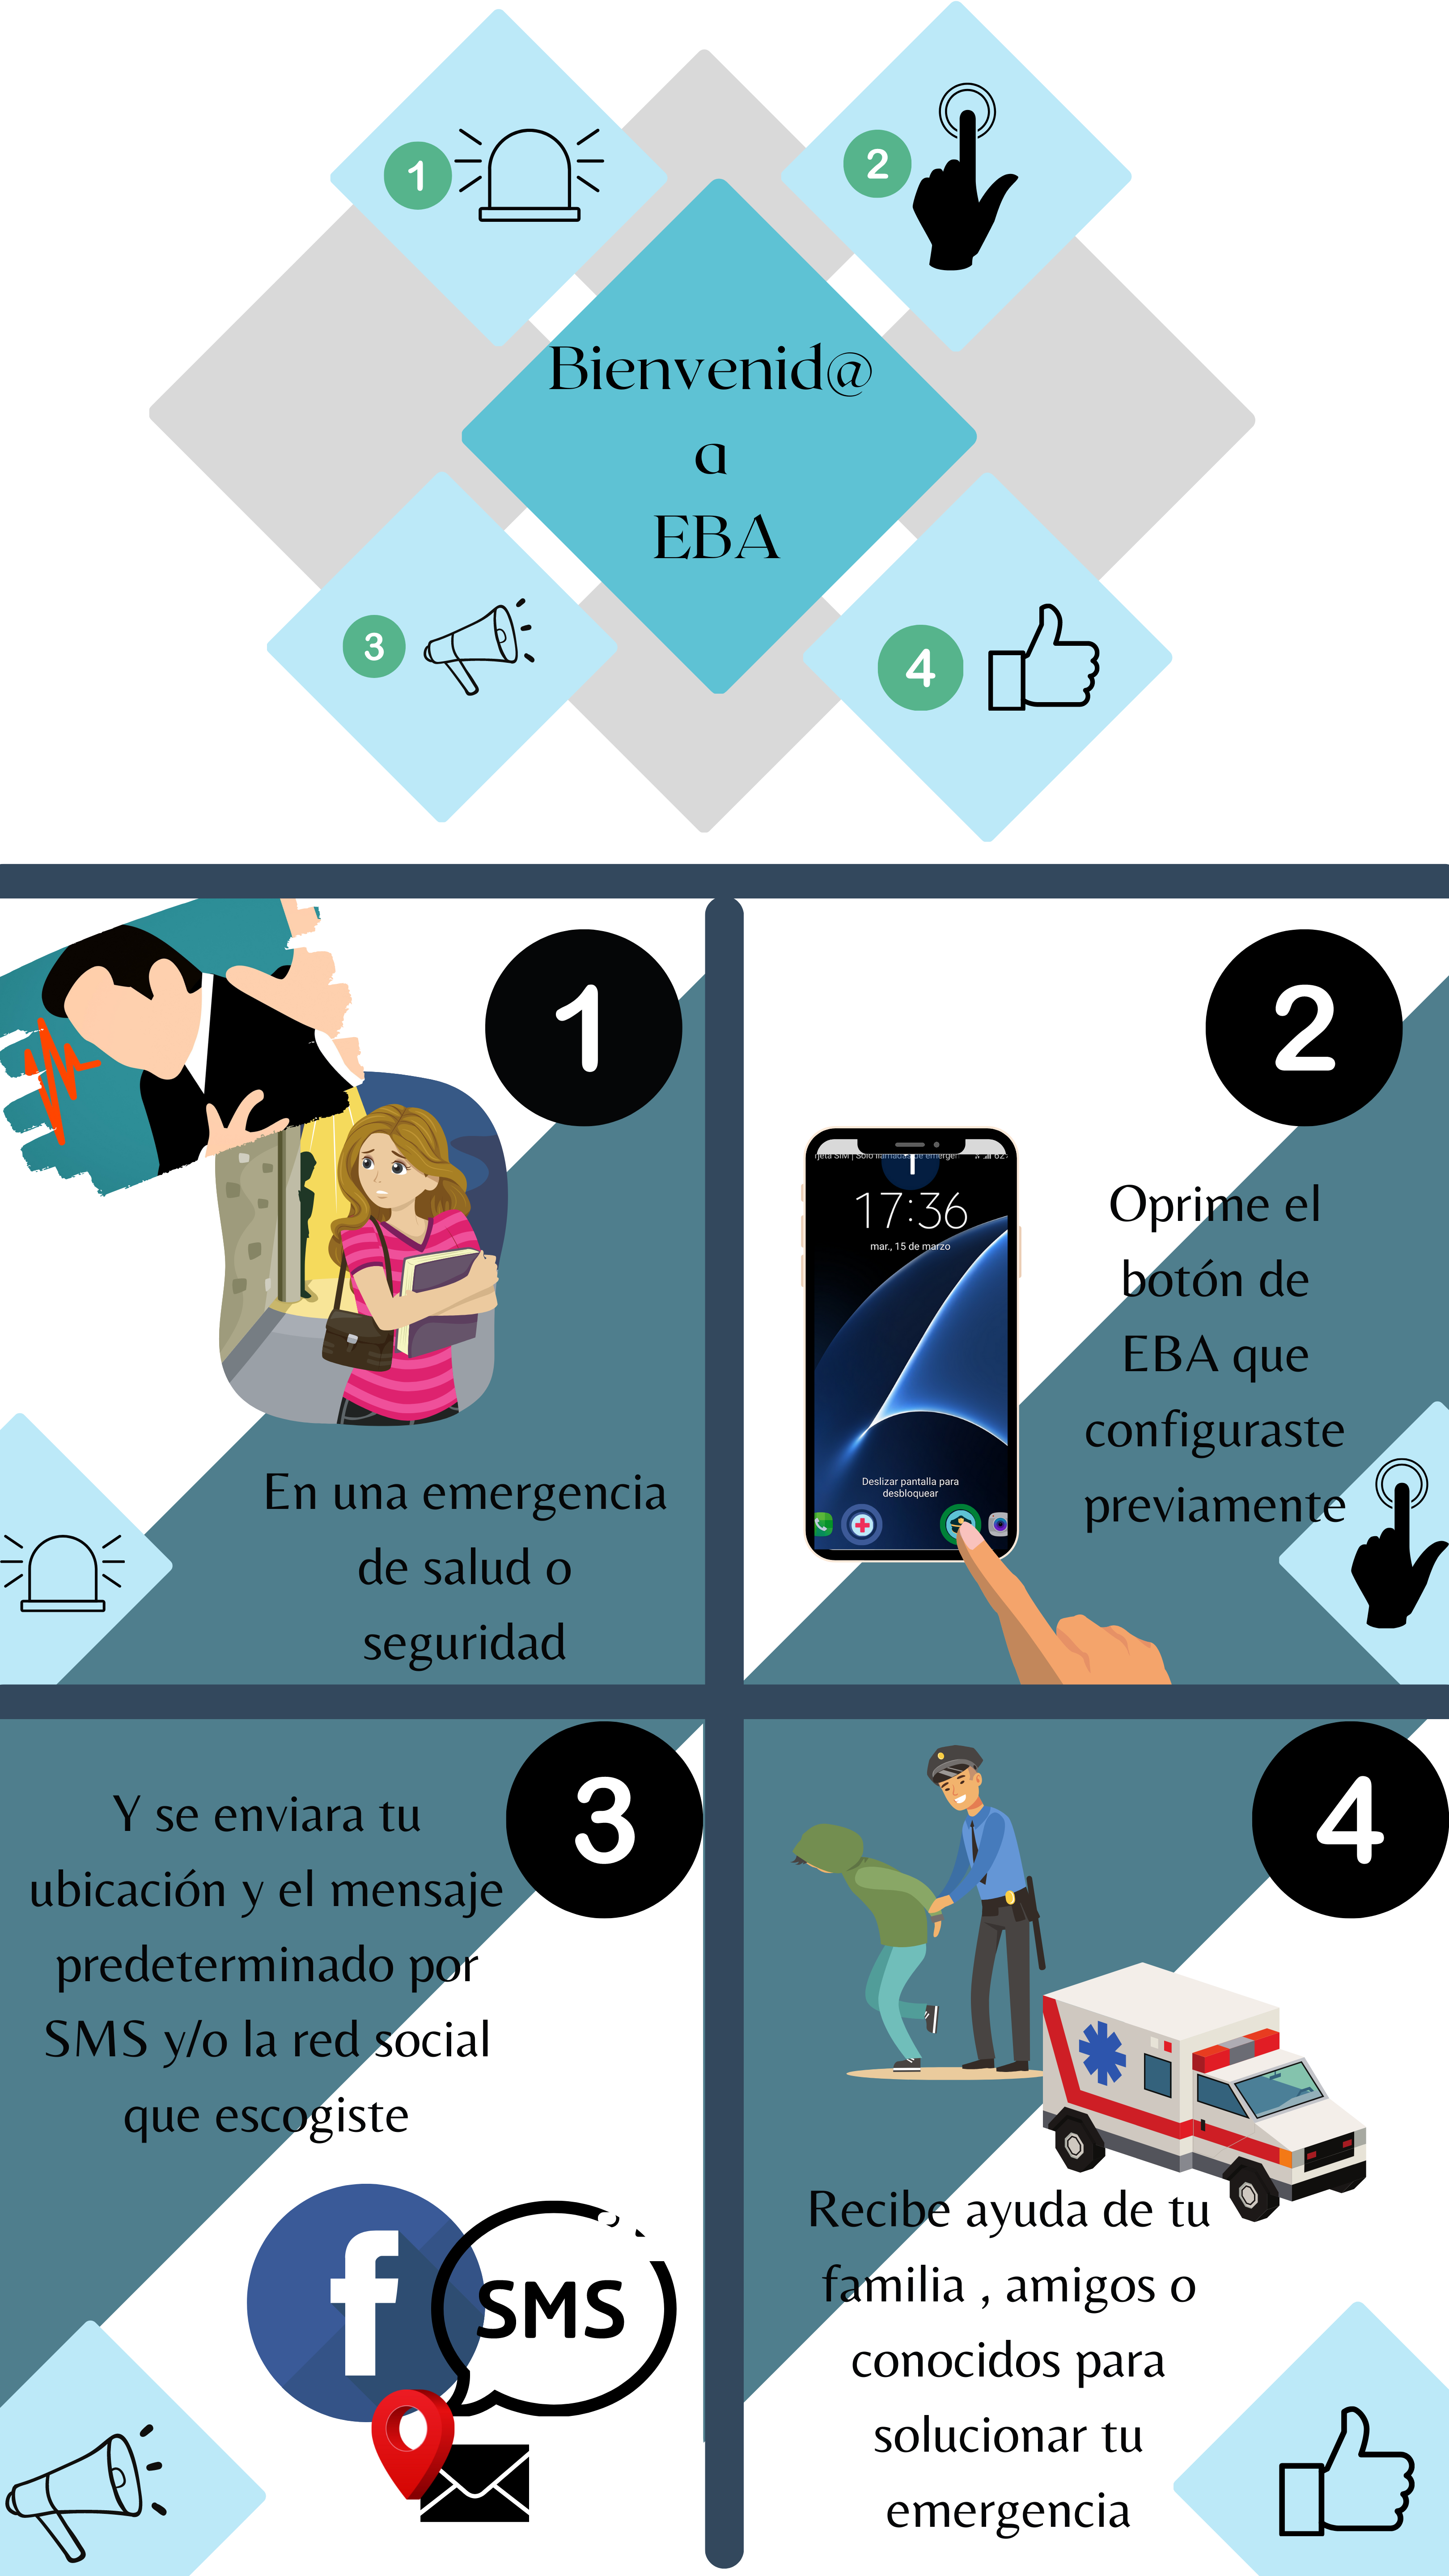 1
2
Bienvenid@
a
EBA
3
4
1
En una emergencia
de salud o
seguridad
2
17:36
mar., 15 de marzo
Deslizar pantalla para
desbloquear
Oprime el
botón de
EBA que
configuraste
previamente
3
Y se enviara tu
ubicación y el mensaje
predeterminado por
SMS y/o la red social
que escogiste
f
SMS
4
Recibe ayuda de tu
familia , amigos o
conocidos para
solucionar tu
emergencia